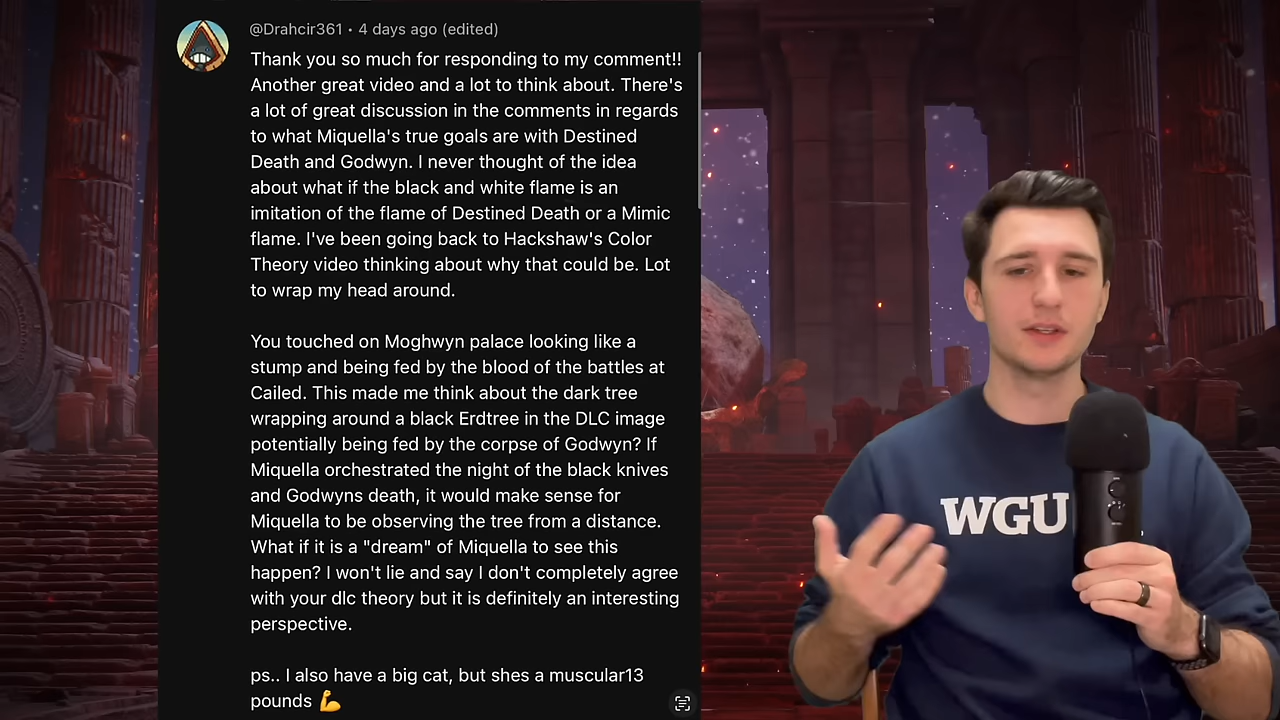 @Drahcir361 • 4 days ago (edited)
Thank you so much for responding to my comment!!
Another great video and a lot to think about. There's
a lot of great discussion in the comments in regards
to what Miquella's true goals are with Destined
Death and Godwyn. I never thought of the idea
about what if the black and white flame is an
imitation of the flame of Destined Death or a Mimic
flame. I've been going back to Hackshaw's Color
Theory video thinking about why that could be. Lot
to wrap my head around.
You touched on Moghwyn palace looking like a
stump and being fed by the blood of the battles at
Cailed. This made me think about the dark tree
wrapping around a black Erdtree in the DLC image
potentially being fed by the corpse of Godwyn? If
Miquella orchestrated the night of the black knives
and Godwyns death, it would make sense for
Miquella to be observing the tree from a distance.
What if it is a "dream" of Miquella to see this
happen? I won't lie and say I don't completely agree
with your dlc theory but it is definitely an interesting
perspective.
ps.. I also have a big cat, but shes a muscular13
pounds 💪
WGU